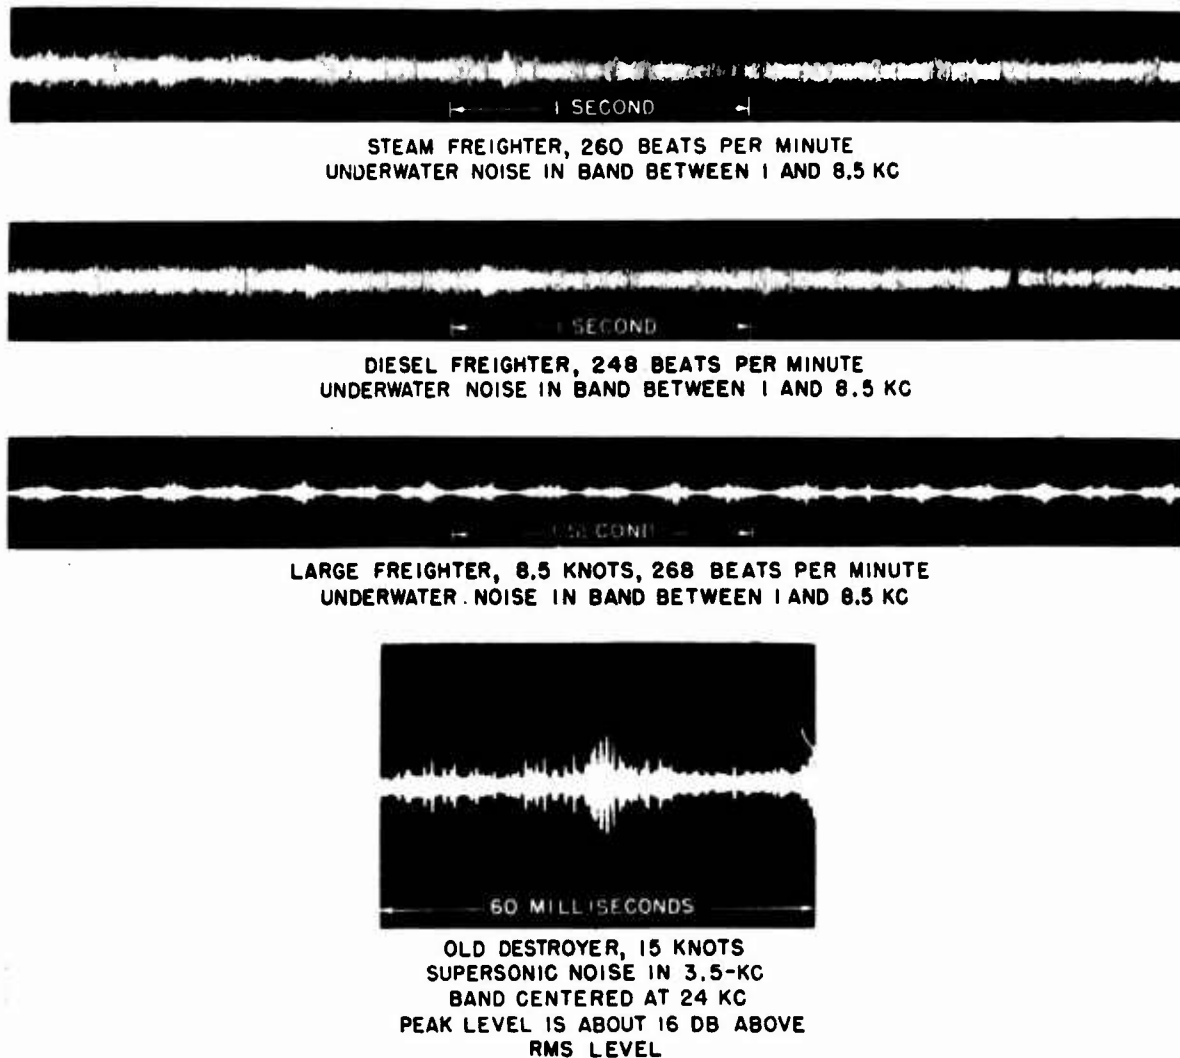 1 SECOND
STEAM FREIGHTER, 260 BEATS PER MINUTE
UNDERWATER NOISE IN BAND BETWEEN 1 AND 8.5 KC
1 SECOND
DIESEL FREIGHTER, 248 BEATS PER MINUTE
UNDERWATER NOISE IN BAND BETWEEN 1 AND 8.5 KC
1 SECOND
LARGE FREIGHTER, 8.5 KNOTS, 268 BEATS PER MINUTE
UNDERWATER NOISE IN BAND BETWEEN 1 AND 8.5 KC
60 MILLISECONDS
OLD DESTROYER, 15 KNOTS
SUPERSONIC NOISE IN 3.5-KC
BAND CENTERED AT 24 KC
PEAK LEVEL IS ABOUT 16 DB ABOVE
RMS LEVEL